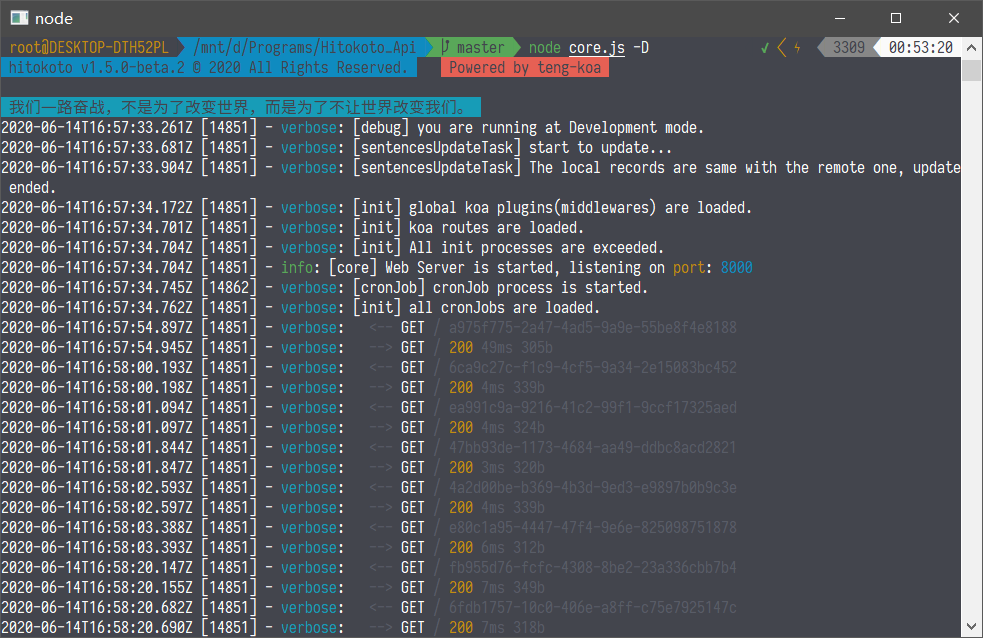 node
root@DESKTOP-DTH52PL /mnt/d/Programs/Hitokoto…Api master node core.js -D ✓ ⚡ 3309 00:53:20
hitokoto v1.5.0-beta.2 © 2020 All Rights Reserved. Powered by teng-koa
我们一路奋战，不是为了改变世界，而是为了不让世界改变我们。
2020-06-14T16:57:33.261Z [14851] - verbose: [debug] you are running at Development mode.
2020-06-14T16:57:33.681Z [14851] - verbose: [sentencesUpdateTask] start to update...
2020-06-14T16:57:33.904Z [14851] - verbose: [sentencesUpdateTask] The local records are same with the remote one, update
ended.
2020-06-14T16:57:34.172Z [14851] - verbose: [init] global koa plugins(middlewares) are loaded.
2020-06-14T16:57:34.701Z [14851] - verbose: [init] koa routes are loaded.
2020-06-14T16:57:34.704Z [14851] - verbose: [init] All init processes are exceeded.
2020-06-14T16:57:34.704Z [14851] - info: [core] Web Server is started, listening on port: 8000
2020-06-14T16:57:34.745Z [14862] - verbose: [cronJob] cronJob process is started.
2020-06-14T16:57:34.762Z [14851] - verbose: [init] all cronJobs are loaded.
2020-06-14T16:57:54.897Z [14851] - verbose: <-- GET / a975f775-2a47-4ad5-9a9e-55be8f4e8188
2020-06-14T16:57:54.945Z [14851] - verbose: --> GET / 200 49ms 305b
2020-06-14T16:58:00.193Z [14851] - verbose: <-- GET / 6ca9c27c-f1c9-4cf5-9a34-2e15083bc452
2020-06-14T16:58:00.198Z [14851] - verbose: --> GET / 200 4ms 339b
2020-06-14T16:58:01.094Z [14851] - verbose: <-- GET / ea991c9a-9216-41c2-99f1-9ccf17325aed
2020-06-14T16:58:01.097Z [14851] - verbose: --> GET / 200 4ms 324b
2020-06-14T16:58:01.844Z [14851] - verbose: <-- GET / 47bb93de-1173-4684-aa49-ddbc8acd2821
2020-06-14T16:58:01.847Z [14851] - verbose: --> GET / 200 3ms 320b
2020-06-14T16:58:02.593Z [14851] - verbose: <-- GET / 4a2d00be-b369-4b3d-9ed3-e9897b0b9c3e
2020-06-14T16:58:02.597Z [14851] - verbose: --> GET / 200 4ms 339b
2020-06-14T16:58:03.388Z [14851] - verbose: <-- GET / e80c1a95-4447-47f4-9e6e-825098751878
2020-06-14T16:58:03.393Z [14851] - verbose: --> GET / 200 6ms 312b
2020-06-14T16:58:20.147Z [14851] - verbose: <-- GET / fb955d76-fcfc-4308-8be2-23a336cbb7b4
2020-06-14T16:58:20.155Z [14851] - verbose: --> GET / 200 7ms 349b
2020-06-14T16:58:20.682Z [14851] - verbose: <-- GET / 6fdb1757-10c0-406e-a8ff-c75e7925147c
2020-06-14T16:58:20.690Z [14851] - verbose: --> GET / 200 7ms 318b